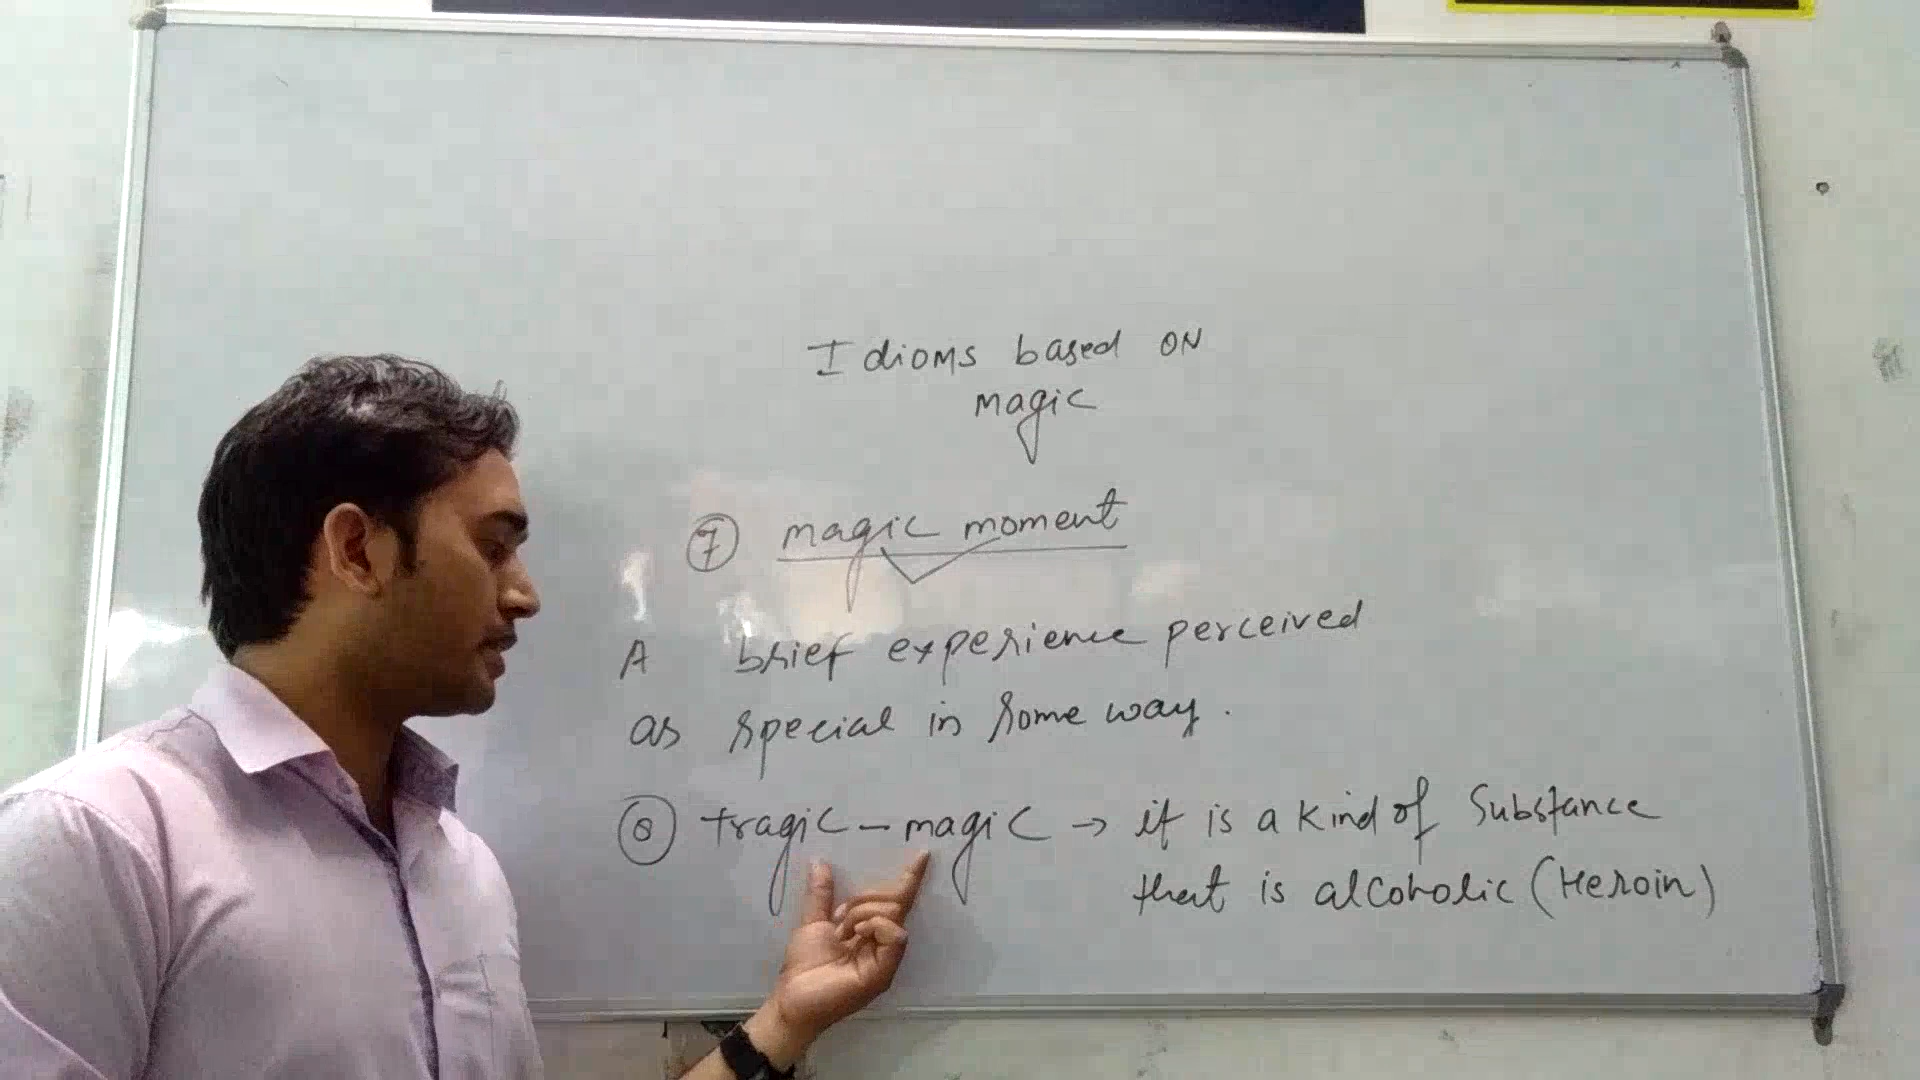 Idioms based ON
magic
7 magic moment
A brief experience perceived
as special in some way.
8 tragic - magic → it is a kind of substance
that is alcoholic (Heroin)